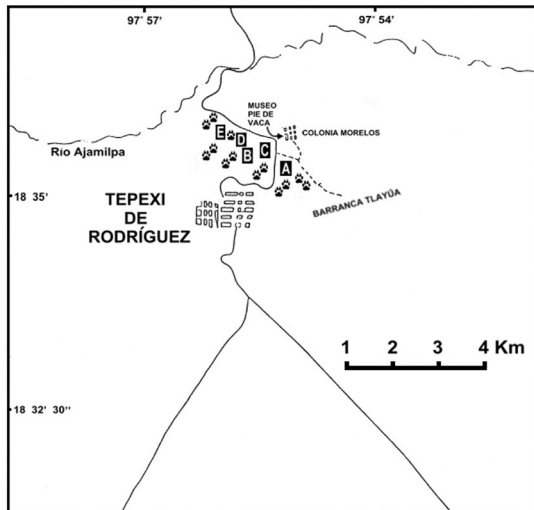 97° 57'
97° 54'
MUSEO
PIE DE
VACA
COLONIA MORELOS
E
D
B
C
A
Río Ajamilpa
18 35'
BARRANCA TLAYÚA
TEPEXI
DE
RODRÍGUEZ
1 2 3 4 Km
18 32' 30''